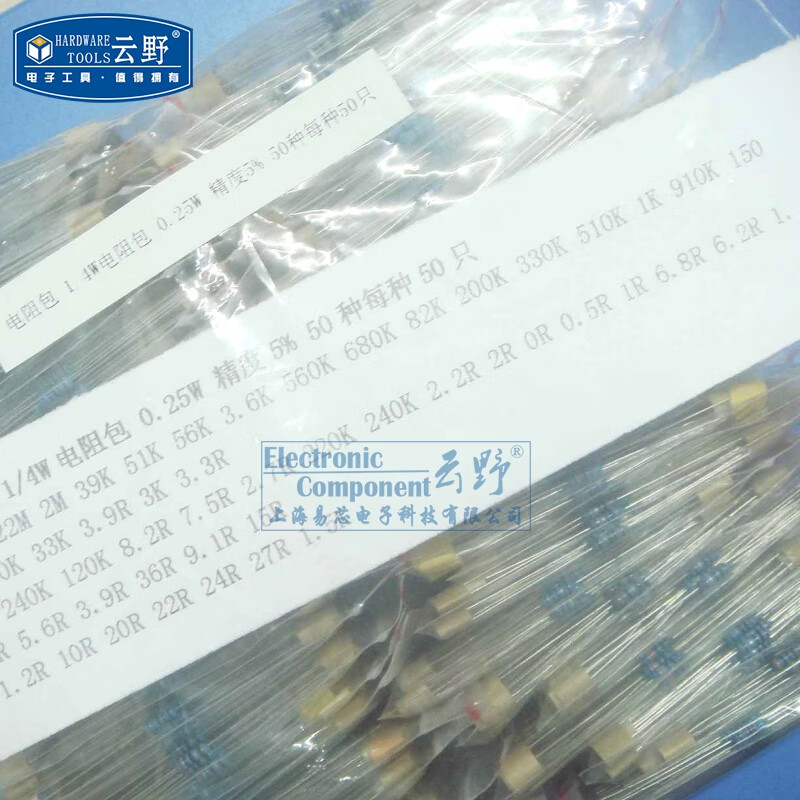 HARDWARE
TOOLS 云野®
电子工具·值得拥有
电阻包 1.4W电阻包 0.25W 精度5% 50种每种50只
1/4W 电阻包 0.25W 精度 5% 50 种每种 50 只
22M 2M 39K 51K 56K 3.6K 560K 680K 82K 200K 330K 510K 1K 910K 150
0K 33K 3.9R 3K 3.3R
240K 120K 8.2R 7.5R 240K 2.2R 2R 0R 0.5R 1R 6.8R 6.2R 1.
R 5.6R 3.9R 36R 9.1R
1.2R 10R 20R 22R 24R 27R
Electronic
Component 云野®
上海易芯电子科技有限公司